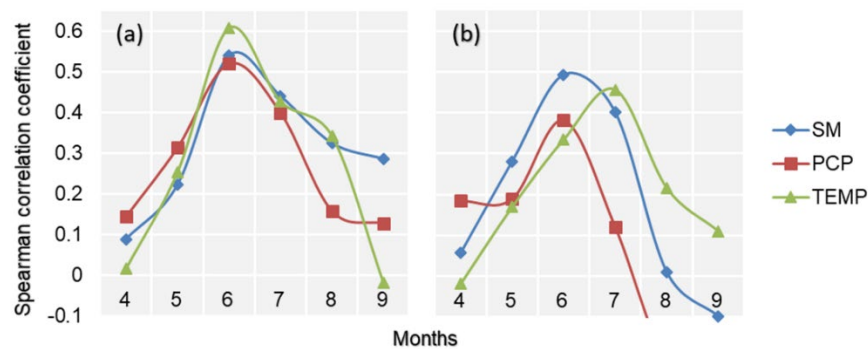 Spearman correlation coefficient
0.6
0.5
0.4
0.3
0.2
0.1
0
-0.1
(a)
4 5 6 7 8 9
(b)
4 5 6 7 8 9
Months
SM
PCP
TEMP